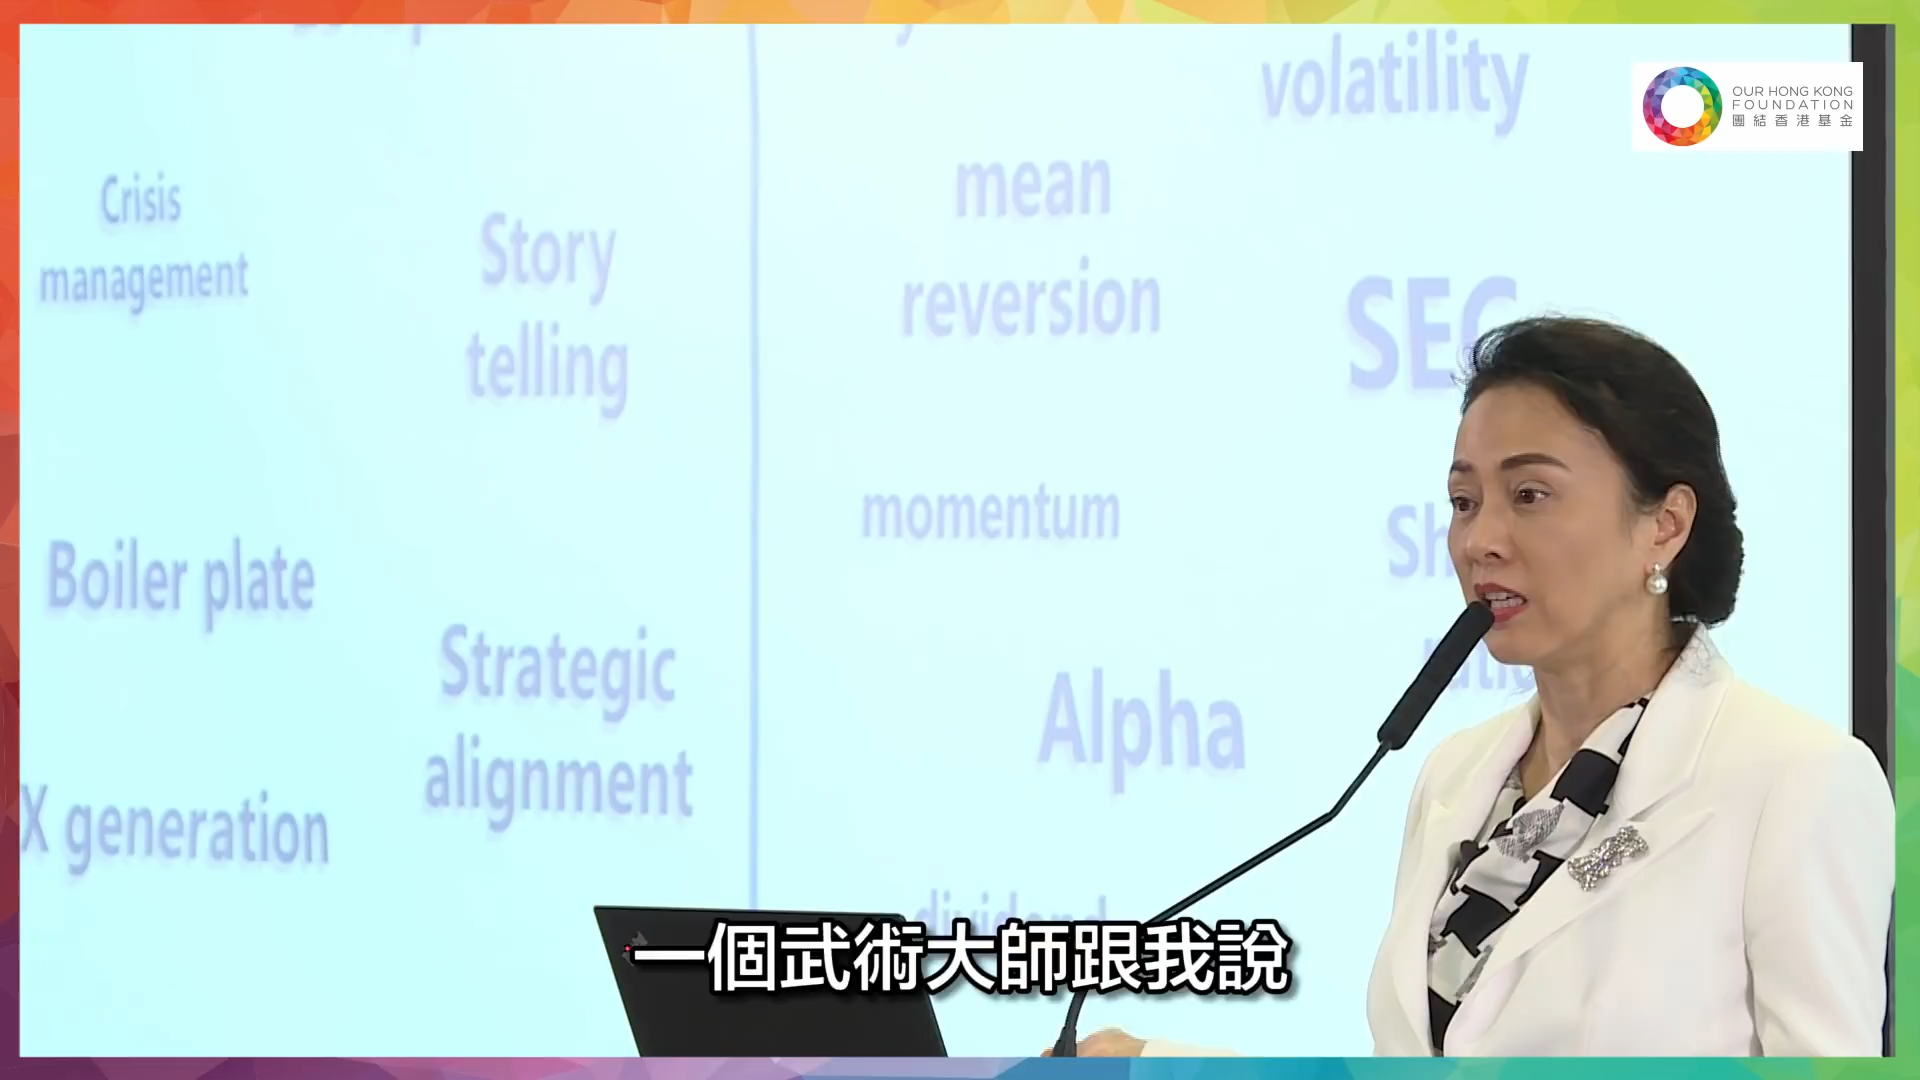 volatility
OUR HONG KONG
FOUNDATION
團結香港基金
Crisis
management
Story
telling
mean
reversion
momentum
Boiler plate
Strategic
alignment
Alpha
X generation
dividend
一個武術大師跟我說